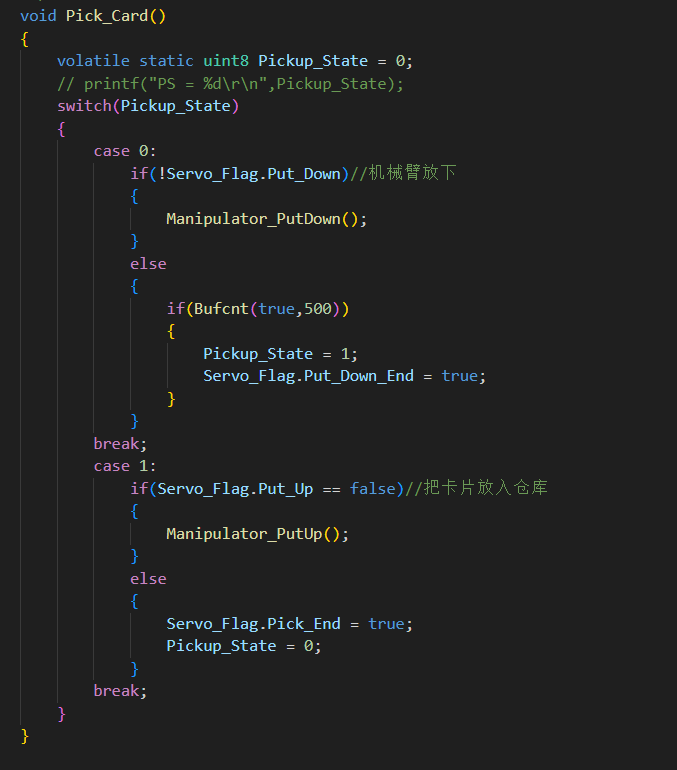 void Pick_Card()
{
    volatile static uint8 Pickup_State = 0;
    // printf("PS = %d\r\n",Pickup_State);
    switch(Pickup_State)
    {
        case 0:
            if(!Servo_Flag.Put_Down)//机械臂放下
            {
                Manipulator_PutDown();
            }
            else
            {
                if(Bufcnt(true,500))
                {
                    Pickup_State = 1;
                    Servo_Flag.Put_Down_End = true;
                }
            }
        break;
        case 1:
            if(Servo_Flag.Put_Up == false)//把卡片放入仓库
            {
                Manipulator_PutUp();
            }
            else
            {
                Servo_Flag.Pick_End = true;
                Pickup_State = 0;
            }
        break;
    }
}